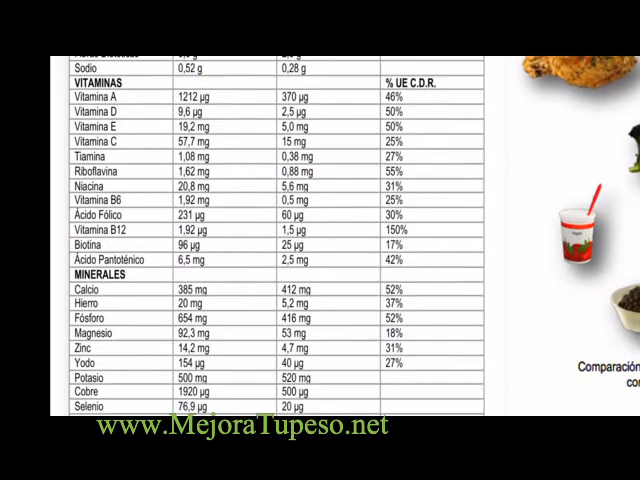 Sodio 0,52 g 0,28 g
VITAMINAS % UE C.D.R.
Vitamina A 1212 µg 370 µg 46%
Vitamina D 9,6 µg 2,5 µg 50%
Vitamina E 19,2 mg 5,0 mg 50%
Vitamina C 57,7 mg 15 mg 25%
Tiamina 1,08 mg 0,38 mg 27%
Riboflavina 1,62 mg 0,88 mg 55%
Niacina 20,8 mg 5,6 mg 31%
Vitamina B6 1,92 mg 0,5 mg 25%
Ácido Fólico 231 µg 60 µg 30%
Vitamina B12 1,92 µg 1,5 µg 150%
Biotina 96 µg 25 µg 17%
Ácido Pantoténico 6,5 mg 2,5 mg 42%
MINERALES
Calcio 385 mg 412 mg 52%
Hierro 20 mg 5,2 mg 37%
Fósforo 654 mg 416 mg 52%
Magnesio 92,3 mg 53 mg 18%
Zinc 14,2 mg 4,7 mg 31%
Yodo 154 µg 40 µg 27%
Potasio 500 mg 520 mg
Cobre 1920 µg 500 µg
Selenio 76,9 µg 20 µg
Comparación
co
www.MejoraTupeso.net